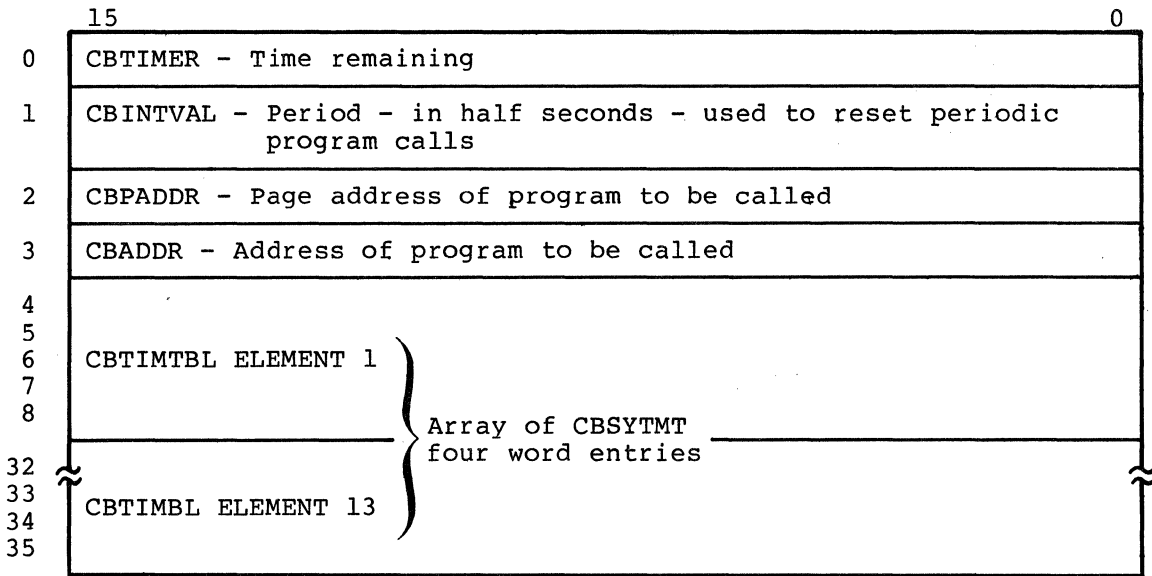 15 0
0 CBTIMER - Time remaining
1 CBINTVAL - Period - in half seconds - used to reset periodic
program calls
2 CBPADDR - Page address of program to be called
3 CBADDR - Address of program to be called
4
5
6 CBTIMTBL ELEMENT 1
7
8
Array of CBSYTMT
four word entries
32
33
CBTIMBL ELEMENT 13
34
35